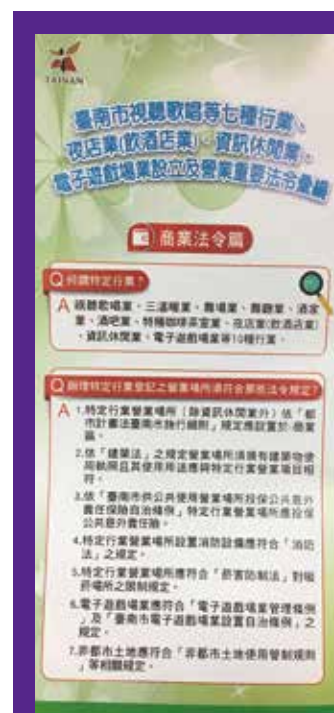 TAINAN
臺南市視聽歌唱等七種行業、
夜店業(飲酒店業)、資訊休閒業、
電子遊戲場業設立及營業重要法令彙編
商業法令篇
Q 何謂特定行業?
A 視聽歌唱業、三溫暖業、舞場業、舞廳業、酒家
業、酒吧業、特種咖啡茶室業、夜店業(飲酒店業)
、資訊休閒業、電子遊戲場業等10種行業。
Q 辦理特定行業登記之營業場所須符合那些法令規定?
A 1.特定行業營業場所(除資訊休閒業外)依「都
市計畫法臺南市施行細則」規定應設置於商業
區。
2.依「建築法」之規定營業場所須領有建築物使
用執照且其使用用途應與特定行業營業項目相
符。
3.依「臺南市供公共使用營業場所投保公共意外
責任保險自治條例」特定行業營業場所應投保
公共意外責任險。
4.特定行業營業場所設置消防設備應符合「消防
法」之規定。
5.特定行業營業場所應符合「菸害防制法」對吸
菸場所之限制規定。
6.電子遊戲場業應符合「電子遊戲場業管理條例
」及「臺南市電子遊戲場業設置自治條例」之
規定。
7.非都市土地應符合「非都市土地使用管制規則
」等相關規定。